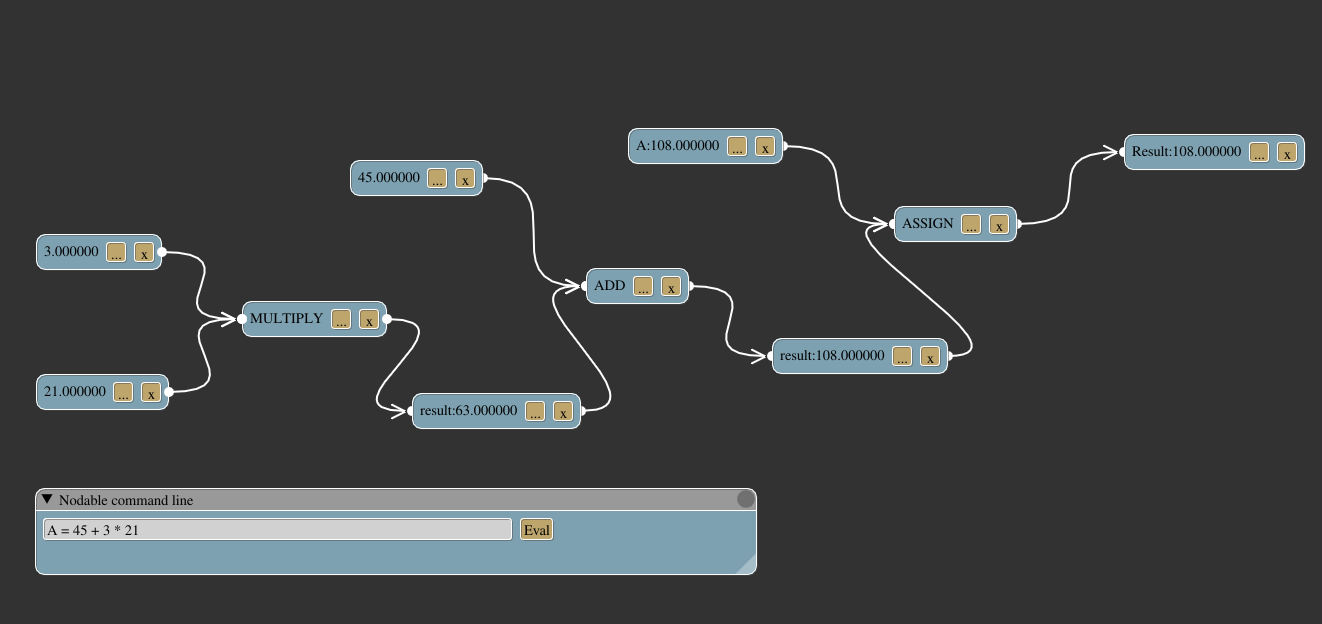 A:108.000000 ... x
Result:108.000000 ... x
45.000000 ... x
ASSIGN ... x
3.000000 ... x
ADD ... x
MULTIPLY ... x
result:108.000000 ... x
21.000000 ... x
result:63.000000 ... x
Nodable command line
A = 45 + 3 * 21 Eval